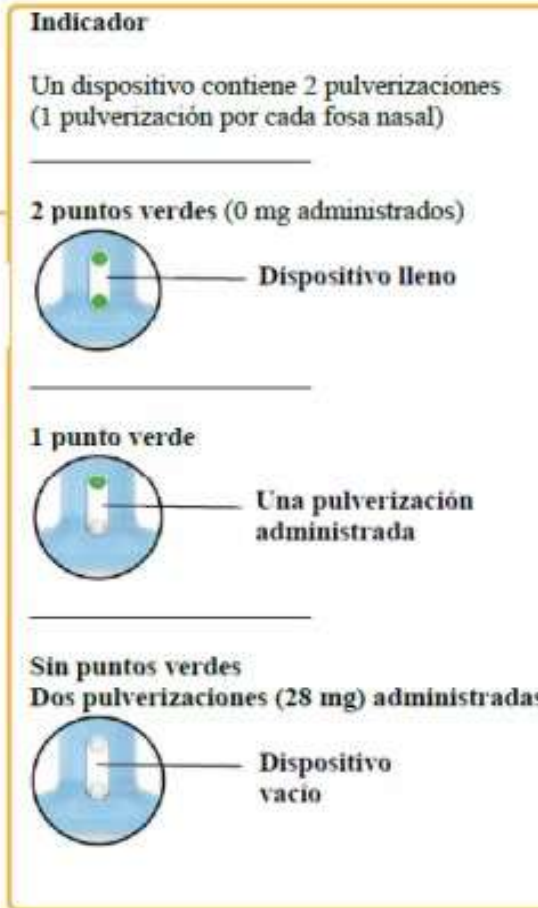 Indicador
Un dispositivo contiene 2 pulverizaciones
(1 pulverización por cada fosa nasal)
2 puntos verdes (0 mg administrados)
Dispositivo lleno
1 punto verde
Una pulverización
administrada
Sin puntos verdes
Dos pulverizaciones (28 mg) administradas
Dispositivo
vacío